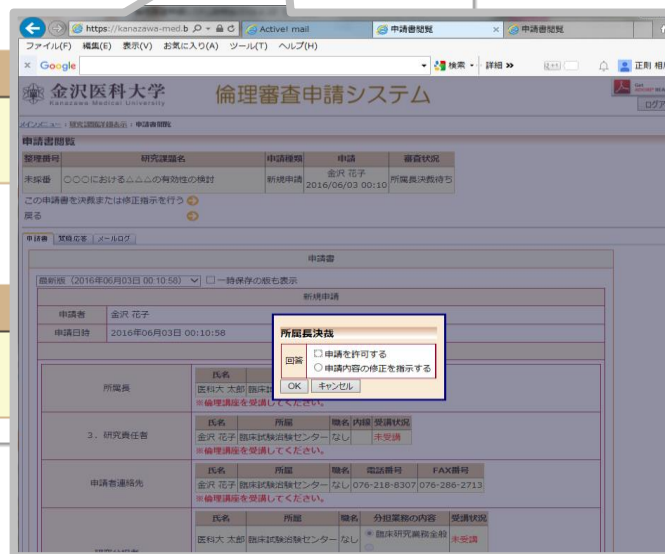 https://kanazawa-med.b
Active! mail
申請書閲覧
申請書閲覧
ファイル(F) 編集(E) 表示(V) お気に入り(A) ツール(T) ヘルプ(H)
Google
検索
詳細 »
正則 相
金沢医科大学
Kanazawa Medical University
倫理審査申請システム
申請書閲覧
申請書閲覧
整理番号 研究課題名 申請種類 申請 審査状況
未採番 ○○○における△△△の有効性の検討 新規申請 金沢 花子 2016/06/03 00:10 所属長決裁待ち
この申請書を決裁または修正指示を行う
戻る
申請書 質疑応答 メールログ
申請書
最新版 (2016年06月03日 00:10:58) 一時保存の版も表示
新規申請
申請者 金沢 花子
申請日時 2016年06月03日 00:10:58
所属長決裁
回答 申請を許可する
申請内容の修正を指示する
OK キャンセル
所属長
氏名
医科大 太郎
※倫理講座を受講してください。
3．研究責任者
氏名 所属 職名 内線 受講状況
金沢 花子 臨床試験治験センター なし 未受講
※倫理講座を受講してください。
申請者連絡先
氏名 所属 職名 電話番号 FAX番号
金沢 花子 臨床試験治験センター なし 076-218-8307 076-286-2713
※倫理講座を受講してください。
氏名 所属 職名 分担業務の内容 受講状況
医科大 太郎 臨床試験治験センター なし 臨床研究業務全般 未受講